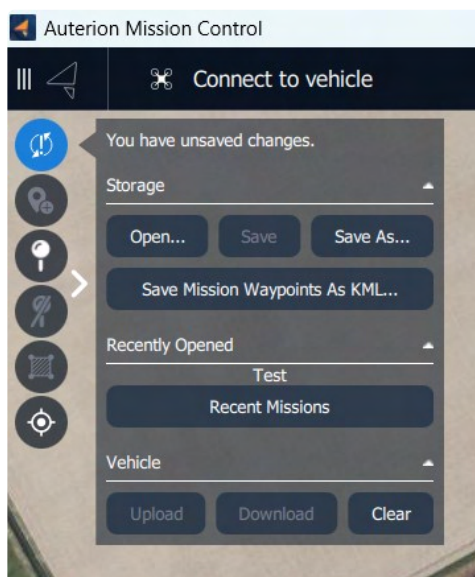 Auterion Mission Control
Connect to vehicle
You have unsaved changes.
Storage
Open... Save Save As...
Save Mission Waypoints As KML...
Recently Opened
Test
Recent Missions
Vehicle
Upload Download Clear